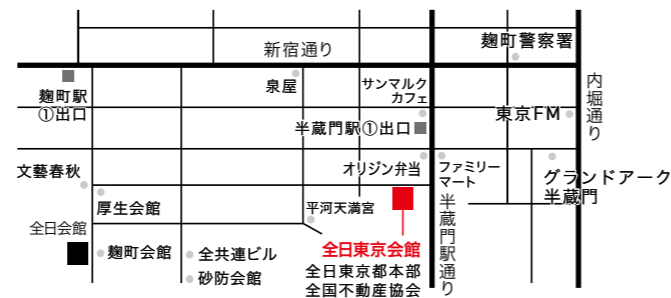 新宿通り
麹町警察署
麹町駅
①出口
泉屋
サンマルク
カフェ
内堀通り
半蔵門駅①出口
東京FM
文藝春秋
オリジン弁当
ファミリー
マート
グランドアーク
半蔵門
厚生会館
平河天満宮
半蔵門駅通り
全日会館
麹町会館
全共連ビル
砂防会館
全日東京会館
全日東京都本部
全国不動産協会